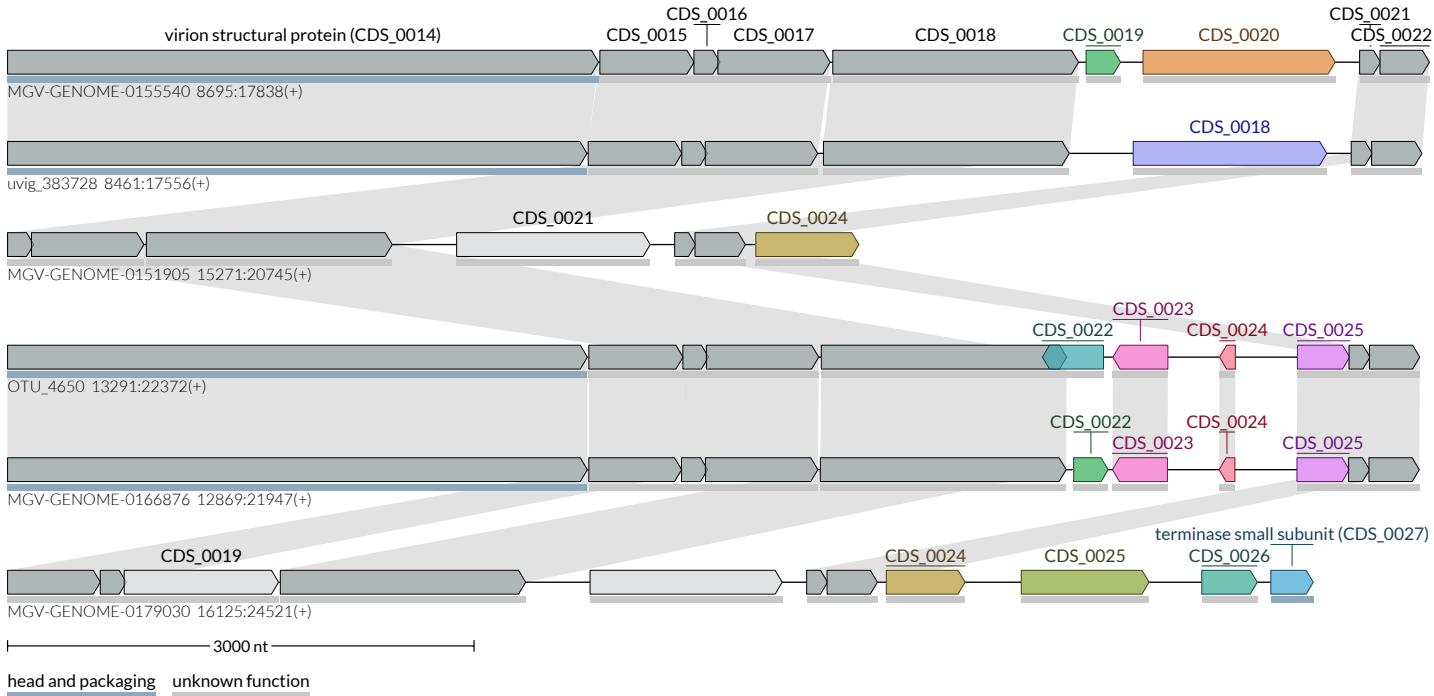 CDS_0016 CDS_0021
virion structural protein (CDS_0014) CDS_0015 CDS_0017 CDS_0018 CDS_0019 CDS_0020 CDS_0022
MGV-GENOME-0155540 8695:17838(+)
CDS_0018
uvig_383728 8461:17556(+)
CDS_0021 CDS_0024
MGV-GENOME-0151905 15271:20745(+)
CDS_0023
CDS_0022 CDS_0024 CDS_0025
OTU_4650 13291:22372(+)
CDS_0022 CDS_0024
CDS_0023 CDS_0025
MGV-GENOME-0166876 12869:21947(+)
terminase small subunit (CDS_0027)
CDS_0019 CDS_0024 CDS_0025 CDS_0026
MGV-GENOME-0179030 16125:24521(+)
3000 nt
head and packaging unknown function